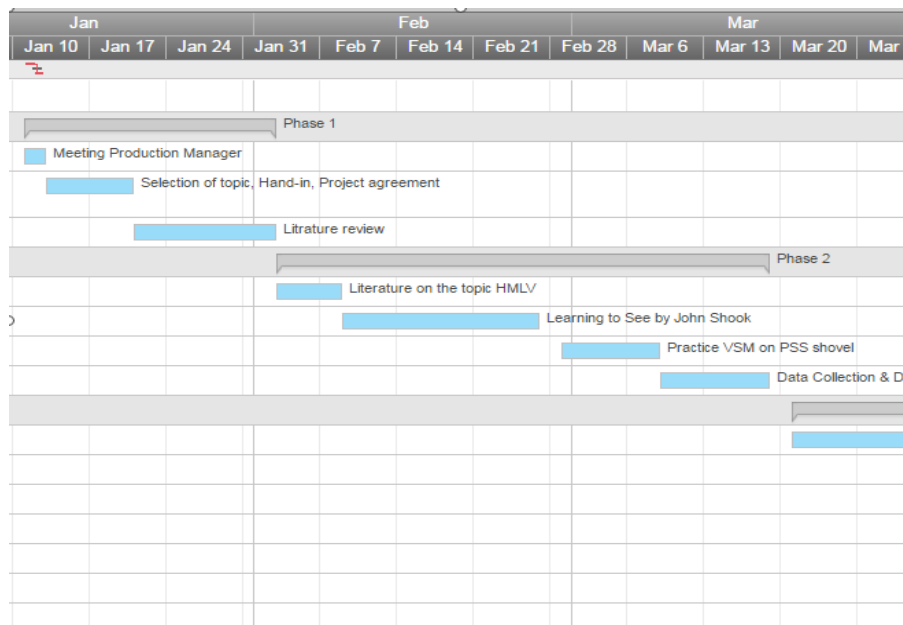 Jan Feb Mar
Jan 10 Jan 17 Jan 24 Jan 31 Feb 7 Feb 14 Feb 21 Feb 28 Mar 6 Mar 13 Mar 20 Mar
Phase 1
Meeting Production Manager
Selection of topic, Hand-in, Project agreement
Litrature review
Phase 2
Literature on the topic HMLV
Learning to See by John Shook
Practice VSM on PSS shovel
Data Collection & D